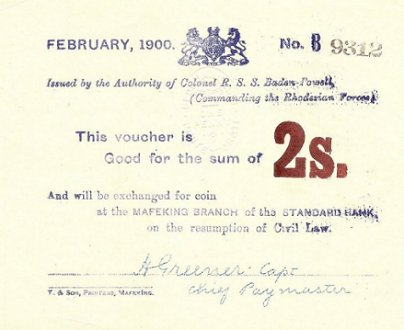 FEBRUARY, 1900. No. B 9312
Issued by the Authority of Colonel R. S. S. Baden-Powell,
(Commanding the Rhodesian Forces)
This voucher is
Good for the sum of 2s.
And will be exchanged for coin
at the MAFEKING BRANCH of the STANDARD BANK,
on the resumption of Civil Law.
H Greener Capt
Chief Paymaster
T. & SON, PRINTERS, MAFEKING.